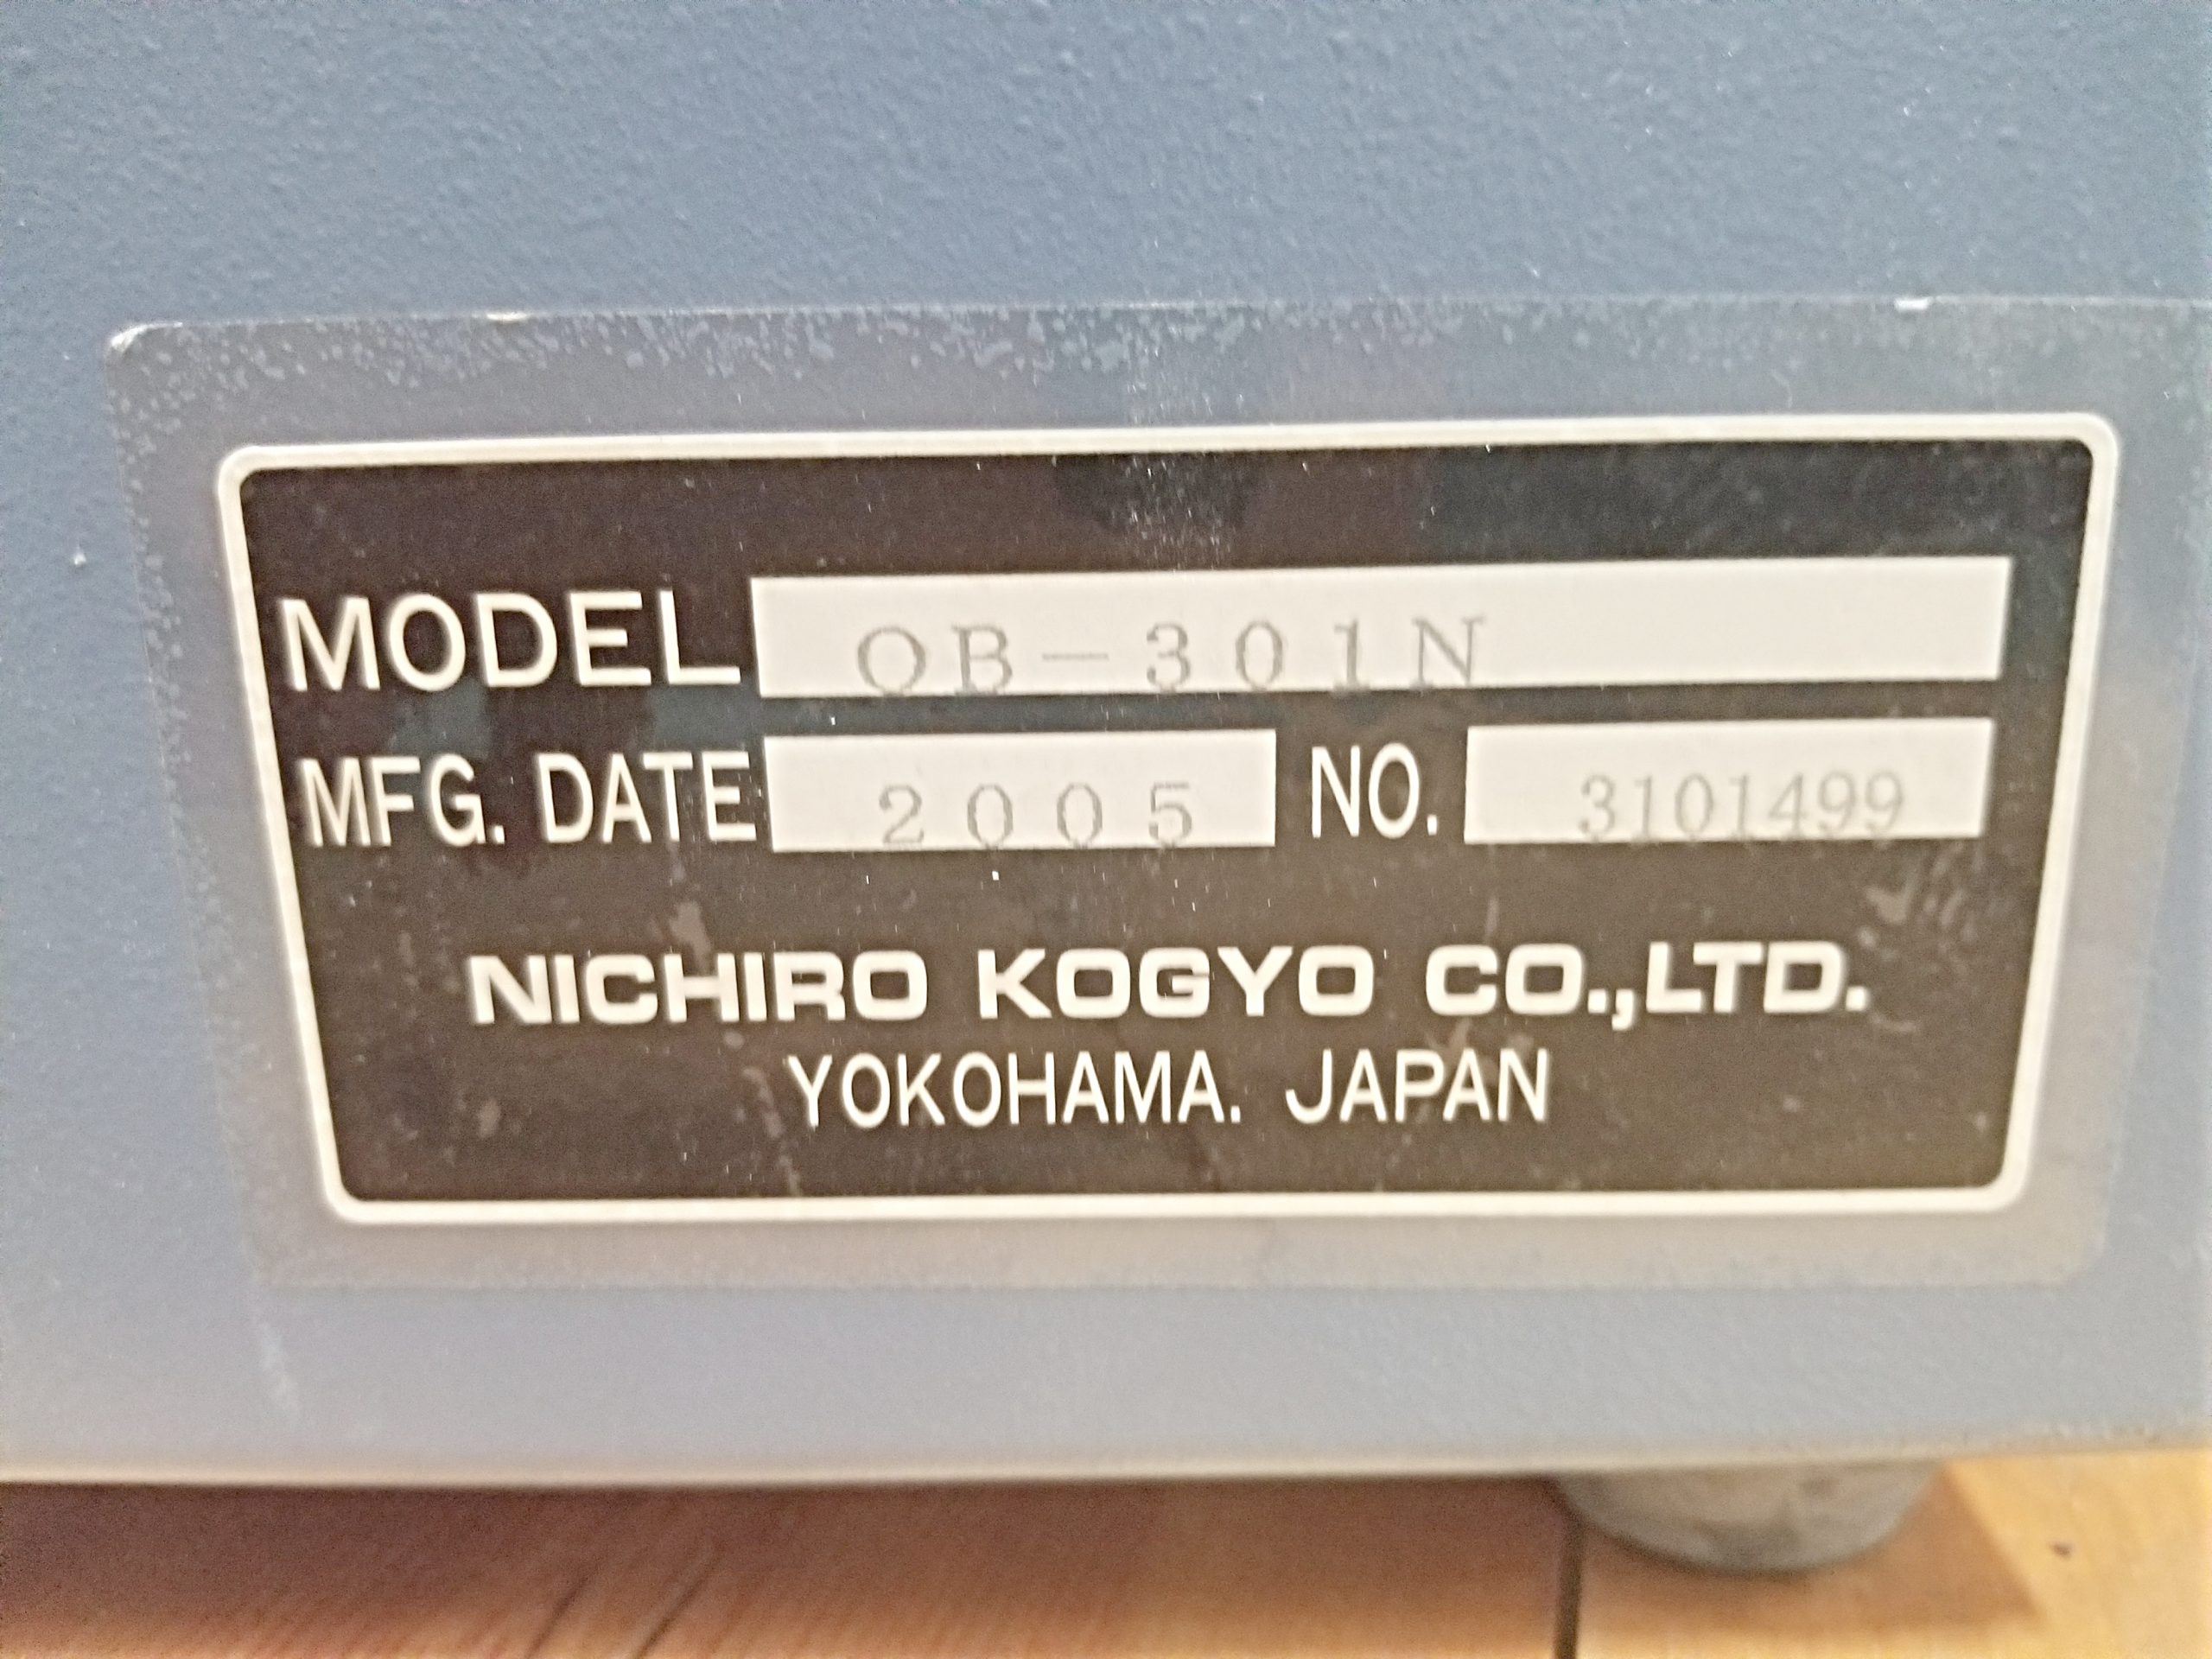 MODEL OB-301N
MFG. DATE 2005 NO. 3101499
NICHIRO KOGYO CO.,LTD.
YOKOHAMA. JAPAN